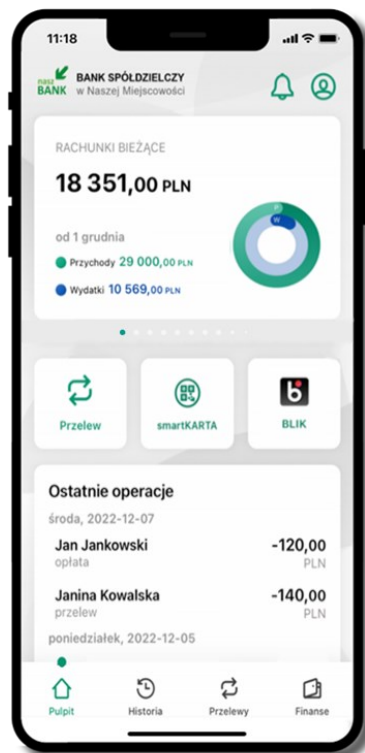 11:18
nasz BANK
BANK SPÓŁDZIELCZY
w Naszej Miejscowości
RACHUNKI BIEŻĄCE
18 351,00 PLN
od 1 grudnia
Przychody 29 000,00 PLN
Wydatki 10 569,00 PLN
P
W
Przelew
smartKARTA
BLIK
Ostatnie operacje
środa, 2022-12-07
Jan Jankowski -120,00
opłata PLN
Janina Kowalska -140,00
przelew PLN
poniedziałek, 2022-12-05
Pulpit
Historia
Przelewy
Finanse